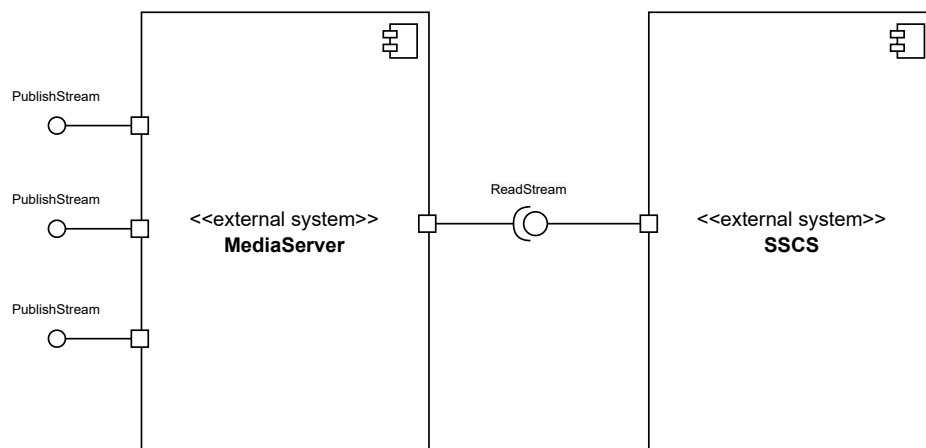 PublishStream
PublishStream
ReadStream
<<external system>>
MediaServer
<<external system>>
SSCS
PublishStream